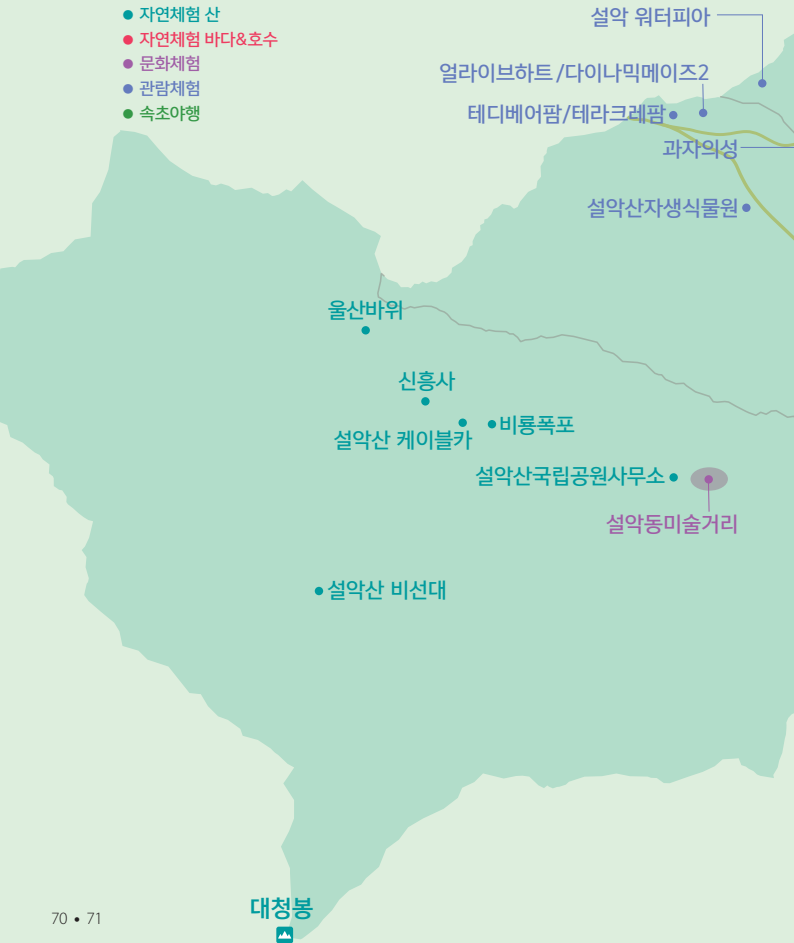 자연체험 산
자연체험 바다&호수
문화체험
관람체험
속초야행
설악 워터피아
얼라이브하트/다이나믹메이즈2
테디베어팜/테라크레팜
과자의성
설악산자생식물원
울산바위
신흥사
설악산 케이블카
비룡폭포
설악산국립공원사무소
설악동미술거리
설악산 비선대
대청봉
70 • 71